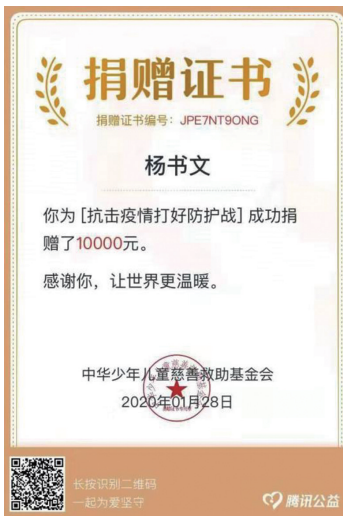 捐赠证书
捐赠证书编号：JPE7NT9ONG
杨书文
你为[抗击疫情打好防护战]成功捐
赠了10000元。
感谢你，让世界更温暖。
中华少年儿童慈善救助基金会
2020年01月28日
长按识别二维码
一起为爱坚守
腾讯公益